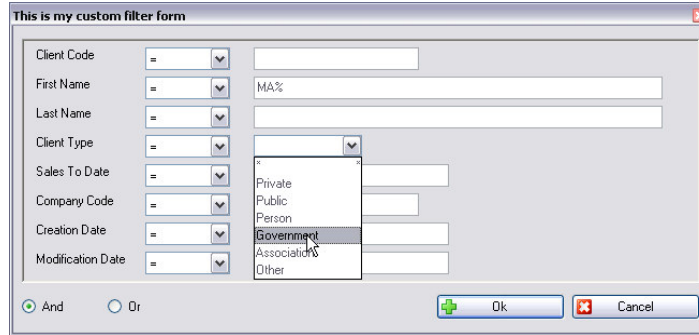 This is my custom filter form
Client Code =
First Name = MA%
Last Name =
Client Type =
× ×
Private
Sales To Date =
Public
Company Code =
Person
Creation Date =
Government
Modification Date =
Association
Other
And Or Ok Cancel